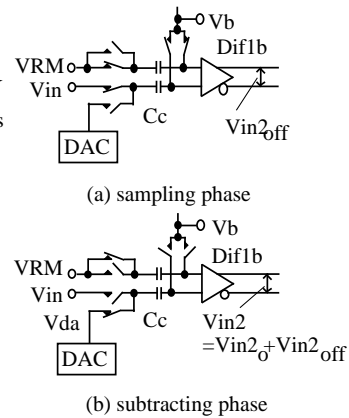 Vb
Dif1b
VRM
Vin
Vin2off
Cc
DAC
s
(a) sampling phase
Vb
Dif1b
VRM
Vin
Vin2
Vda
Cc
=Vin2o+Vin2off
DAC
(b) subtracting phase